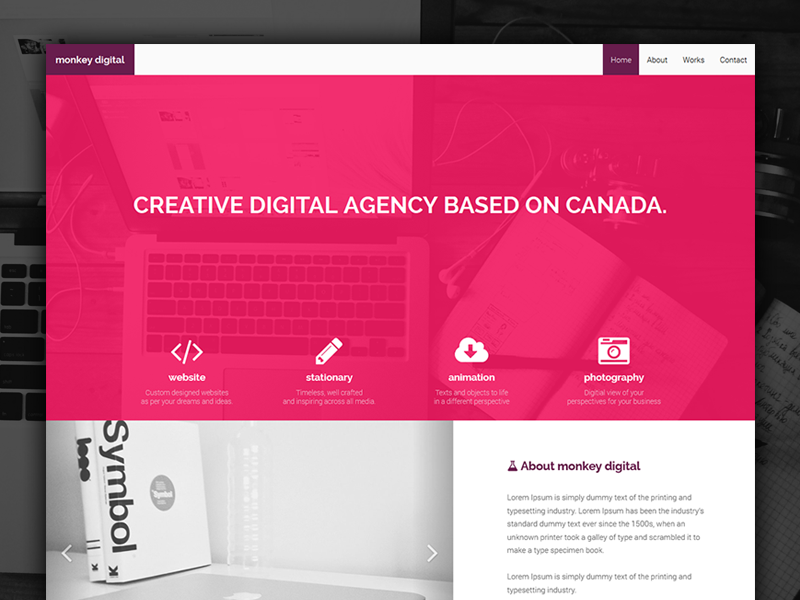 monkey digital
Home About Works Contact
CREATIVE DIGITAL AGENCY BASED ON CANADA.
website
Custom designed websites
as per your dreams and ideas.
stationary
Timeless, well crafted
and inspiring across all media.
animation
Texts and objects to life
in a different perspective
photography
Digitial view of your
perspectives for your business
Symbol
logo
About monkey digital
Lorem Ipsum is simply dummy text of the printing and
typesetting industry. Lorem Ipsum has been the industry's
standard dummy text ever since the 1500s, when an
unknown printer took a galley of type and scrambled it to
make a type specimen book.
Lorem Ipsum is simply dummy text of the printing and
typesetting industry.